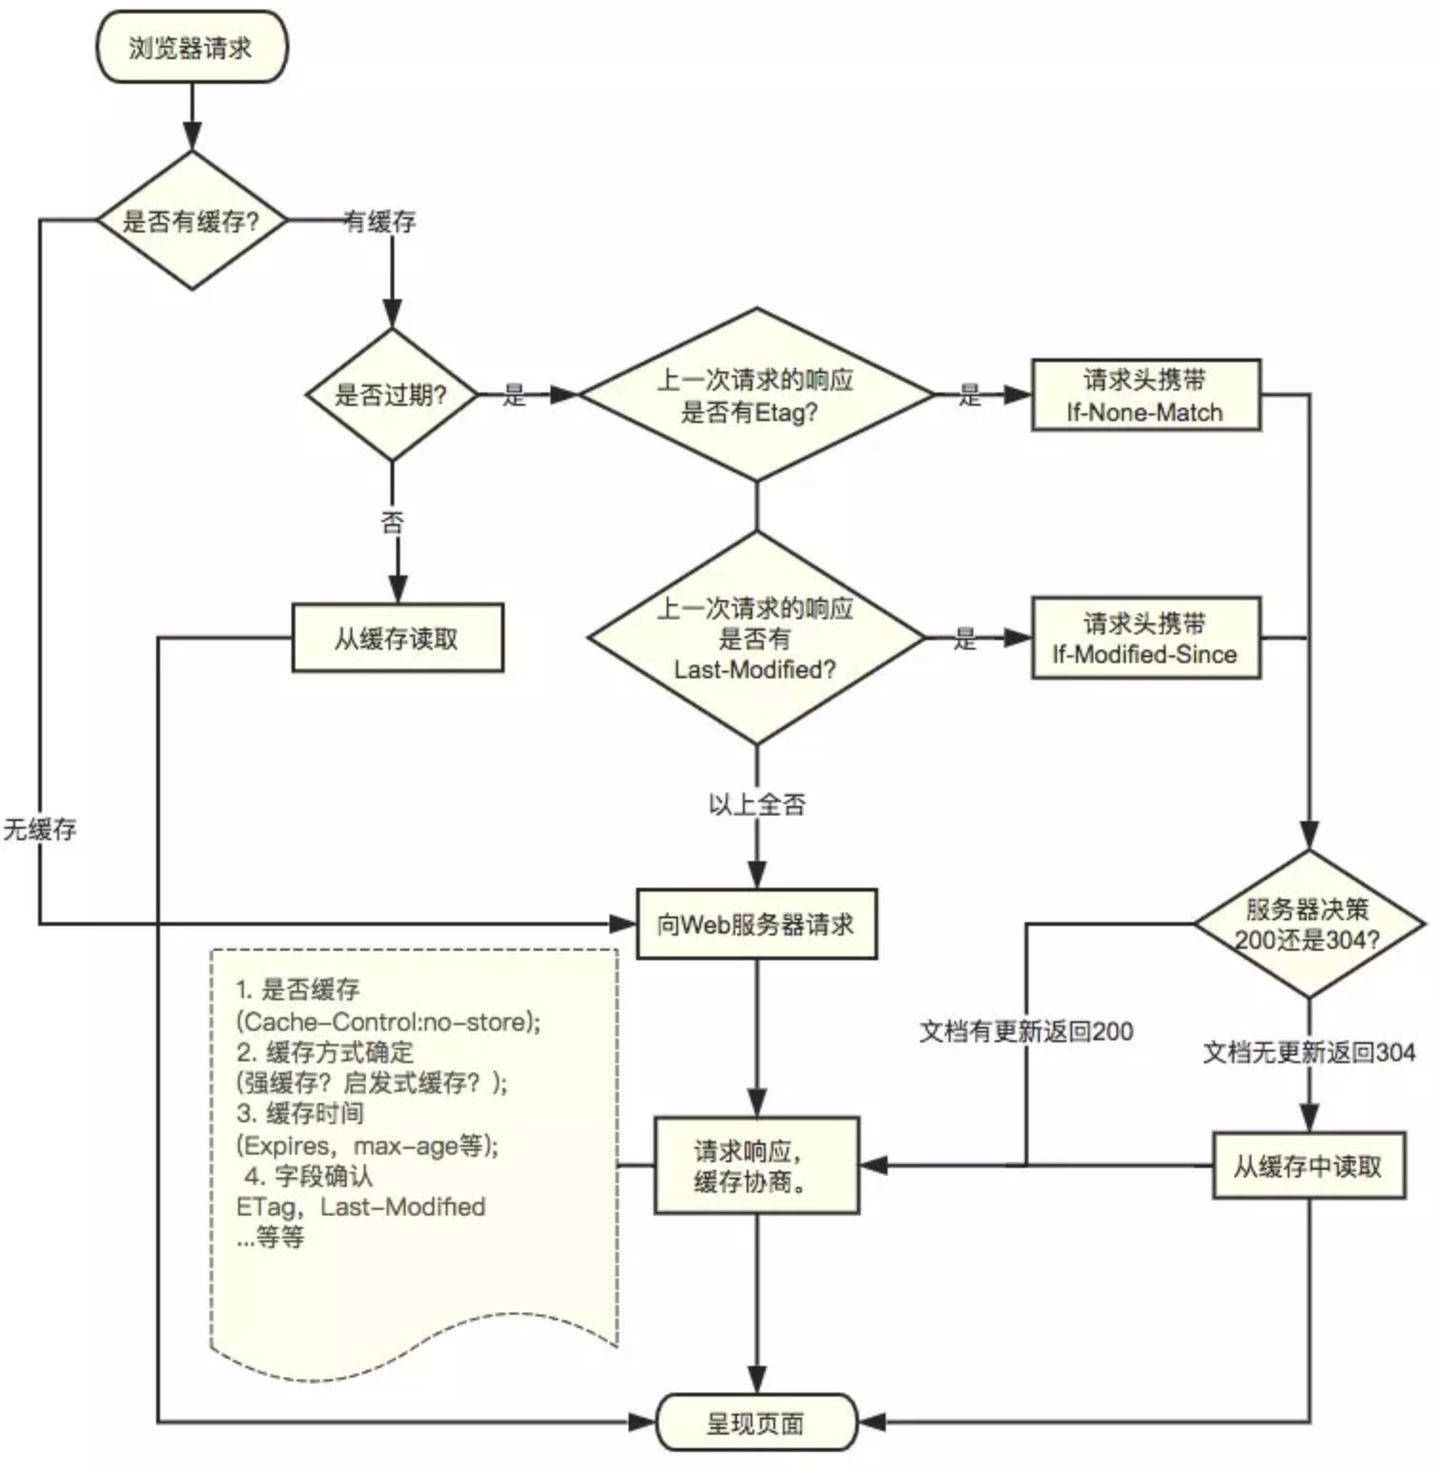 浏览器请求
是否有缓存?
有缓存
是否过期?
是
上一次请求的响应
是否有Etag?
是
请求头携带
If-None-Match
否
从缓存读取
上一次请求的响应
是否有
Last-Modified?
是
请求头携带
If-Modified-Since
以上全否
无缓存
向Web服务器请求
服务器决策
200还是304?
1. 是否缓存
(Cache-Control:no-store);
2. 缓存方式确定
(强缓存？启发式缓存？);
3. 缓存时间
(Expires，max-age等);
4. 字段确认
ETag，Last-Modified
...等等
文档有更新返回200
文档无更新返回304
请求响应，
缓存协商。
从缓存中读取
呈现页面